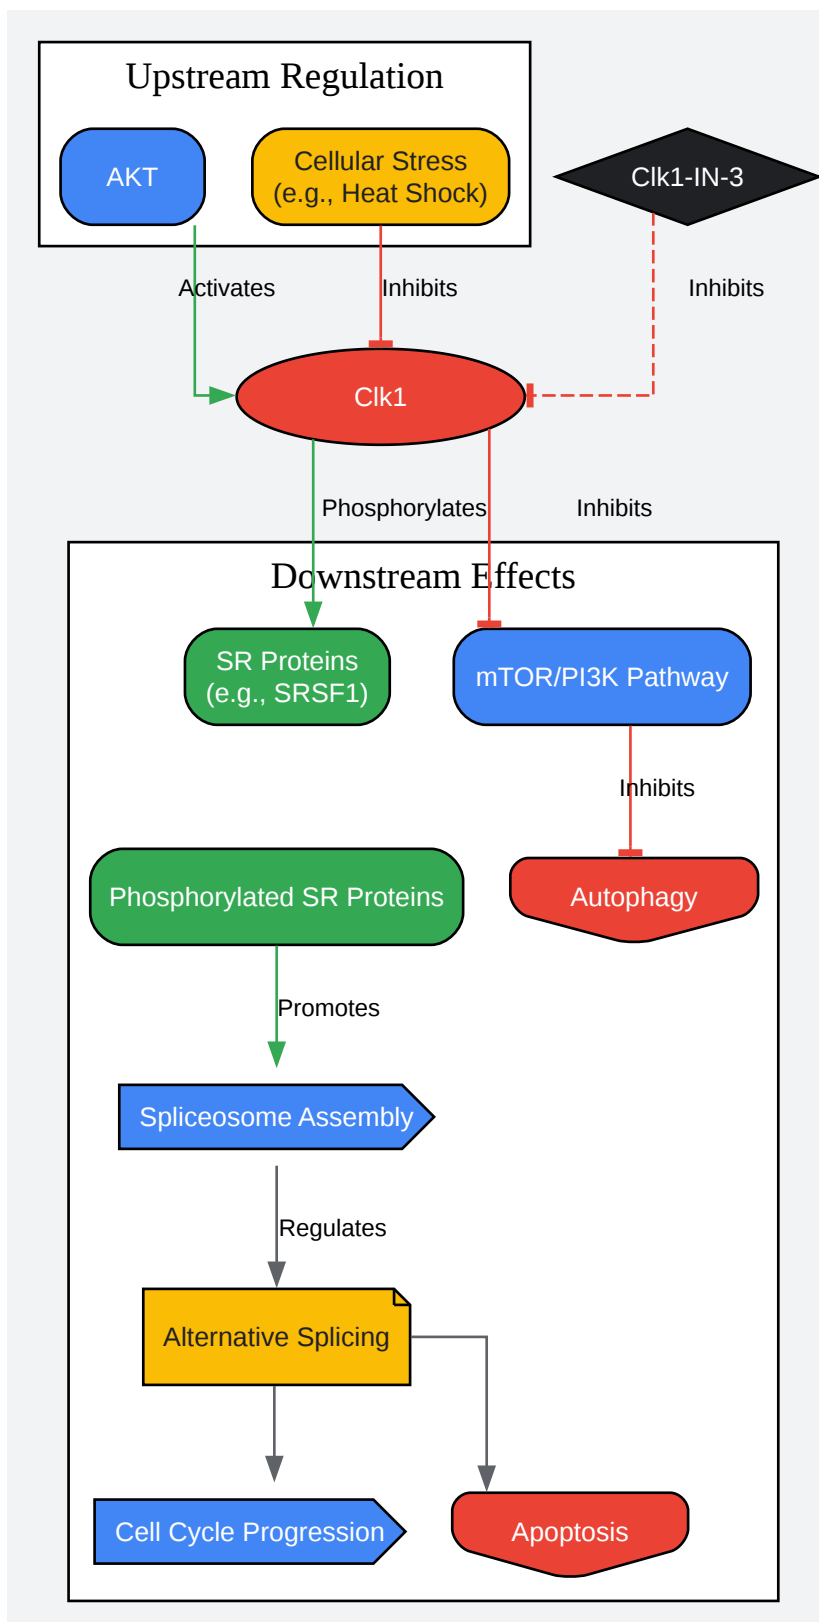 Upstream Regulation
AKT
Cellular Stress
(e.g., Heat Shock)
Clk1-IN-3
Activates
Inhibits
Inhibits
Clk1
Phosphorylates
Inhibits
Downstream Effects
SR Proteins
(e.g., SRSF1)
mTOR/PI3K Pathway
Inhibits
Phosphorylated SR Proteins
Autophagy
Promotes
Spliceosome Assembly
Regulates
Alternative Splicing
Cell Cycle Progression
Apoptosis